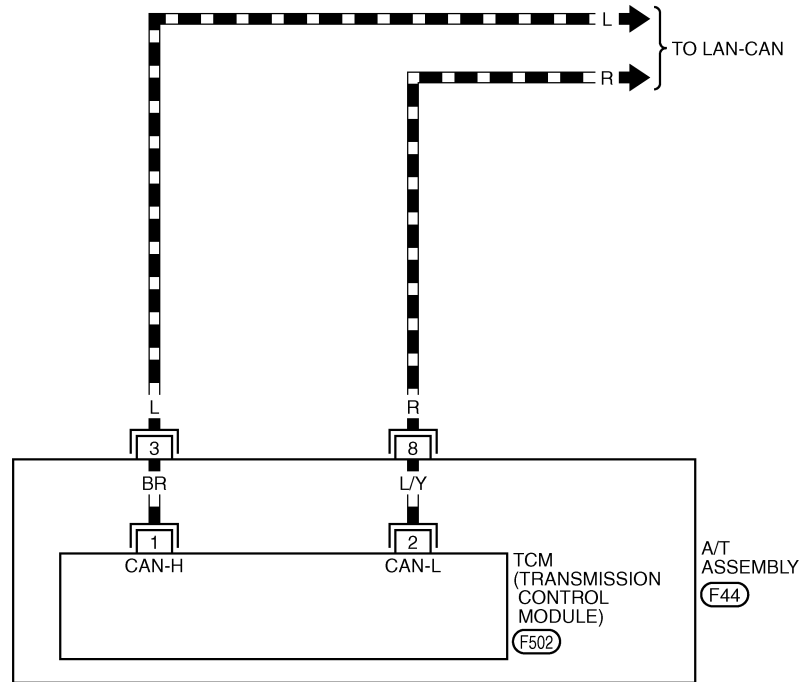 L
TO LAN-CAN
R
L
R
3
8
BR
L/Y
1
2
CAN-H
CAN-L
TCM
(TRANSMISSION
CONTROL
MODULE)
F502
A/T
ASSEMBLY
F44